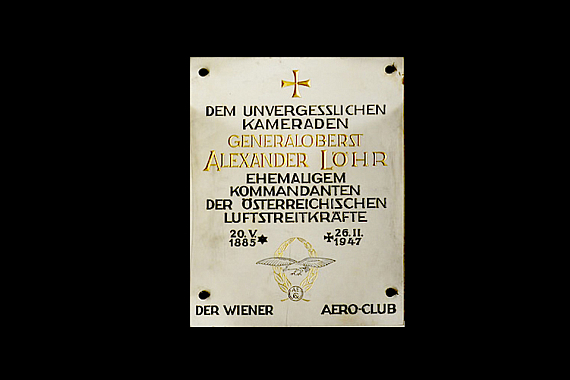 DEM UNVERGESSLICHEN
KAMERADEN
GENERALOBERST
ALEXANDER LÖHR
EHEMALIGEM
KOMMANDANTEN
DER ÖSTERREICHISCHEN
LUFTSTREITKRÄFTE
20. V. 26. II.
1885 1947
DER WIENER AERO-CLUB